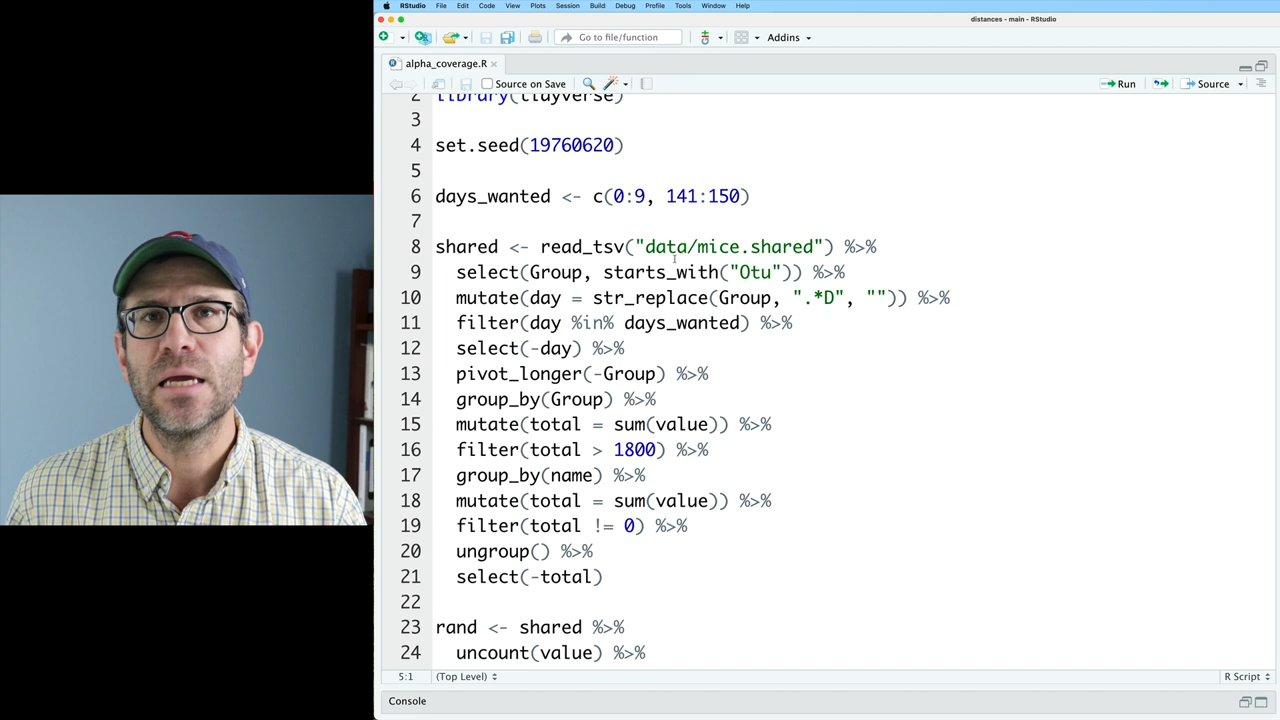 RStudio File Edit Code View Plots Session Build Debug Profile Tools Window Help
distances - main - RStudio
Go to file/function
Addins
alpha_coverage.R
Source on Save
Run
Source
2 library(tidyverse)
3
4 set.seed(19760620)
5
6 days_wanted <- c(0:9, 141:150)
7
8 shared <- read_tsv("data/mice.shared") %>%
9 select(Group, starts_with("Otu")) %>%
10 mutate(day = str_replace(Group, ".*D", "")) %>%
11 filter(day %in% days_wanted) %>%
12 select(-day) %>%
13 pivot_longer(-Group) %>%
14 group_by(Group) %>%
15 mutate(total = sum(value)) %>%
16 filter(total > 1800) %>%
17 group_by(name) %>%
18 mutate(total = sum(value)) %>%
19 filter(total != 0) %>%
20 ungroup() %>%
21 select(-total)
22
23 rand <- shared %>%
24 uncount(value) %>%
5:1 (Top Level) R Script
Console